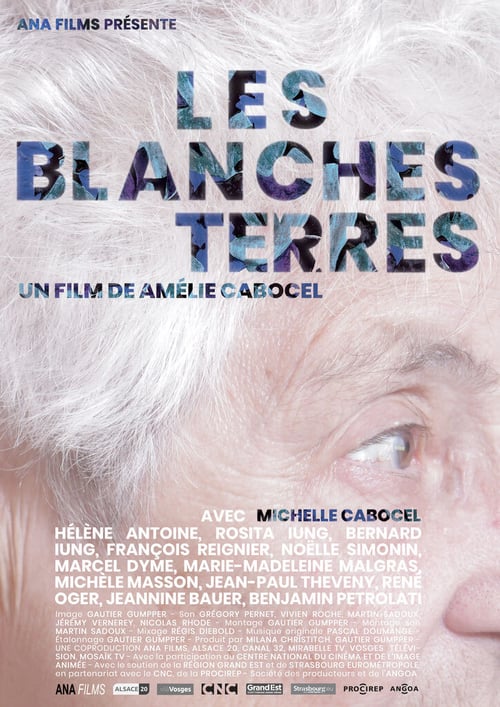 ANA FILMS PRÉSENTE
LES
BLANCHES
TERRES
UN FILM DE AMÉLIE CABOCEL
AVEC MICHELLE CABOCEL
HÉLÈNE ANTOINE, ROSITA IUNG, BERNARD
IUNG, FRANÇOIS REIGNIER, NOËLLE SIMONIN,
MARCEL DYME, MARIE-MADELEINE MALGRAS,
MICHÈLE MASSON, JEAN-PAUL THEVENY, RENÉ
OGER, JEANNINE BAUER, BENJAMIN PETROLATI
Image GAUTIER GUMPPER - Son GRÉGORY PERNET, VIVIEN ROCHE, MARTIN SADOUX,
JÉRÉMY VERNEREY, NICOLAS RHODE - Montage GAUTIER GUMPPER - Montage son
MARTIN SADOUX - Mixage RÉGIS DIEBOLD - Musique originale PASCAL DOUMANGE -
Étalonnage GAUTIER GUMPPER - Produit par MILANA CHRISTITCH, GAUTIER GUMPPER -
UNE COPRODUCTION ANA FILMS, ALSACE 20, CANAL 32, MIRABELLE TV, VOSGES TÉLÉVI-
SION, MOSAÏK TV - Avec la participation du CENTRE NATIONAL DU CINÉMA ET DE L'IMAGE
ANIMÉE - Avec le soutien de la RÉGION GRAND EST et de STRASBOURG EUROMÉTROPOLE,
en partenariat avec le CNC, de la PROCIREP - Société des producteurs et de l'ANGOA
ANA FILMS ALSACE 20 viàVosges CNC GrandEst Strasbourg.eu PROCIREP ANGOA